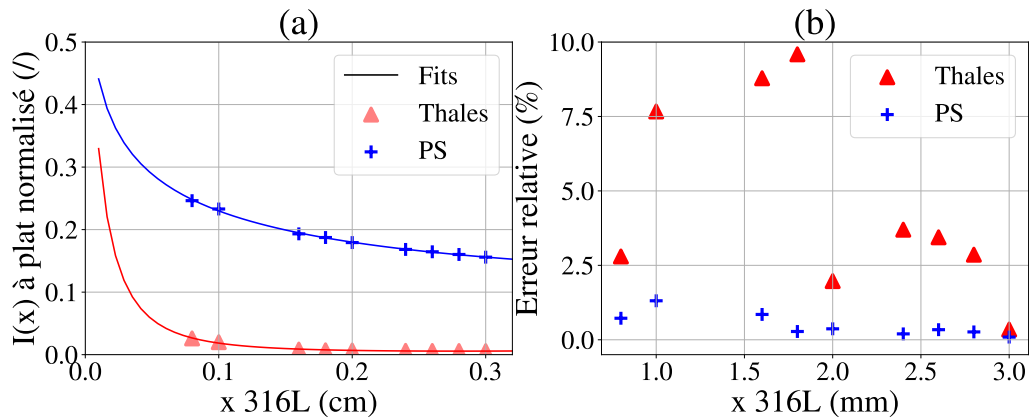 (a)
I(x) à plat normalisé (/)
0.5
0.4
0.3
0.2
0.1
0.0
0.0 0.1 0.2 0.3
x 316L (cm)
Fits
Thales
PS
(b)
Erreur relative (%)
10.0
7.5
5.0
2.5
0.0
1.0 1.5 2.0 2.5 3.0
x 316L (mm)
Thales
PS